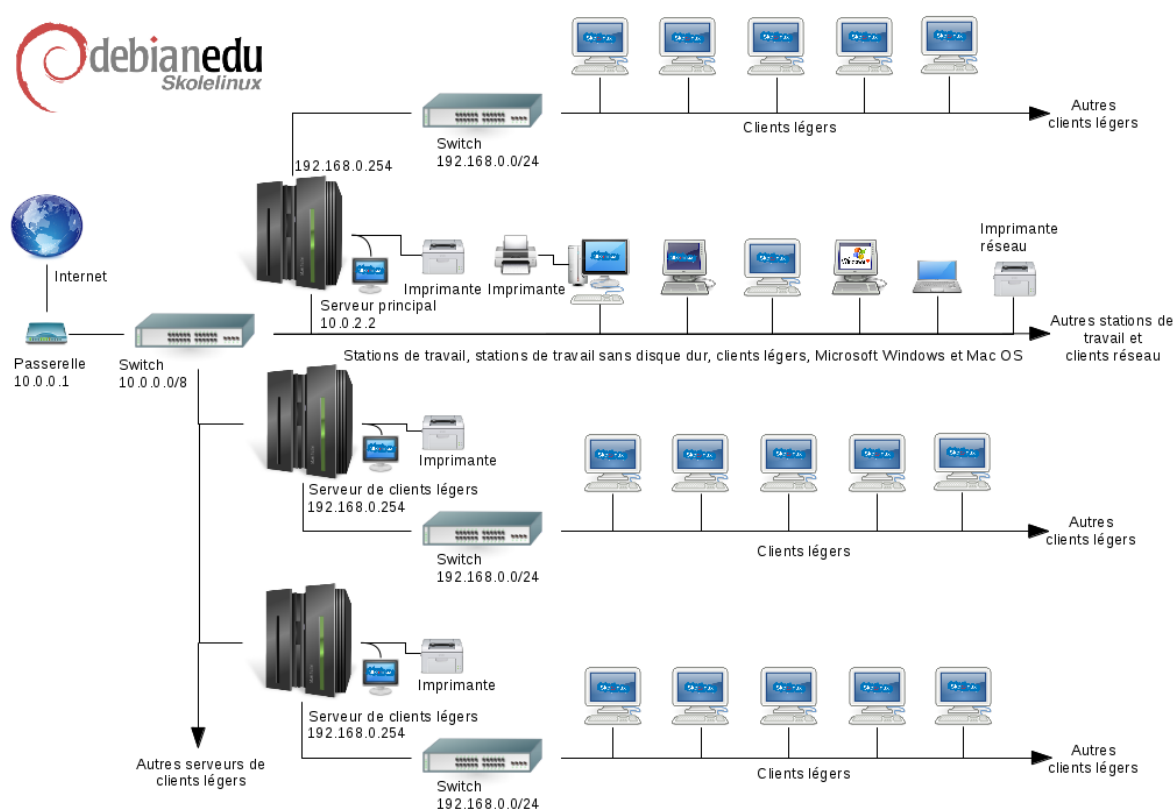 debianedu
Skolelinux
Clients légers
Autres
clients légers
Switch
192.168.0.0/24
192.168.0.254
Internet
Imprimante
réseau
Imprimante
Imprimante
Serveur principal
10.0.2.2
Passerelle
10.0.0.1
Switch
10.0.0.0/8
Stations de travail, stations de travail sans disque dur, clients légers, Microsoft Windows et Mac OS
Autres stations de
travail et
clients réseau
Imprimante
Serveur de clients légers
192.168.0.254
Switch
192.168.0.0/24
Clients légers
Autres
clients légers
Imprimante
Serveur de clients légers
192.168.0.254
Switch
192.168.0.0/24
Clients légers
Autres
clients légers
Autres serveurs de
clients légers